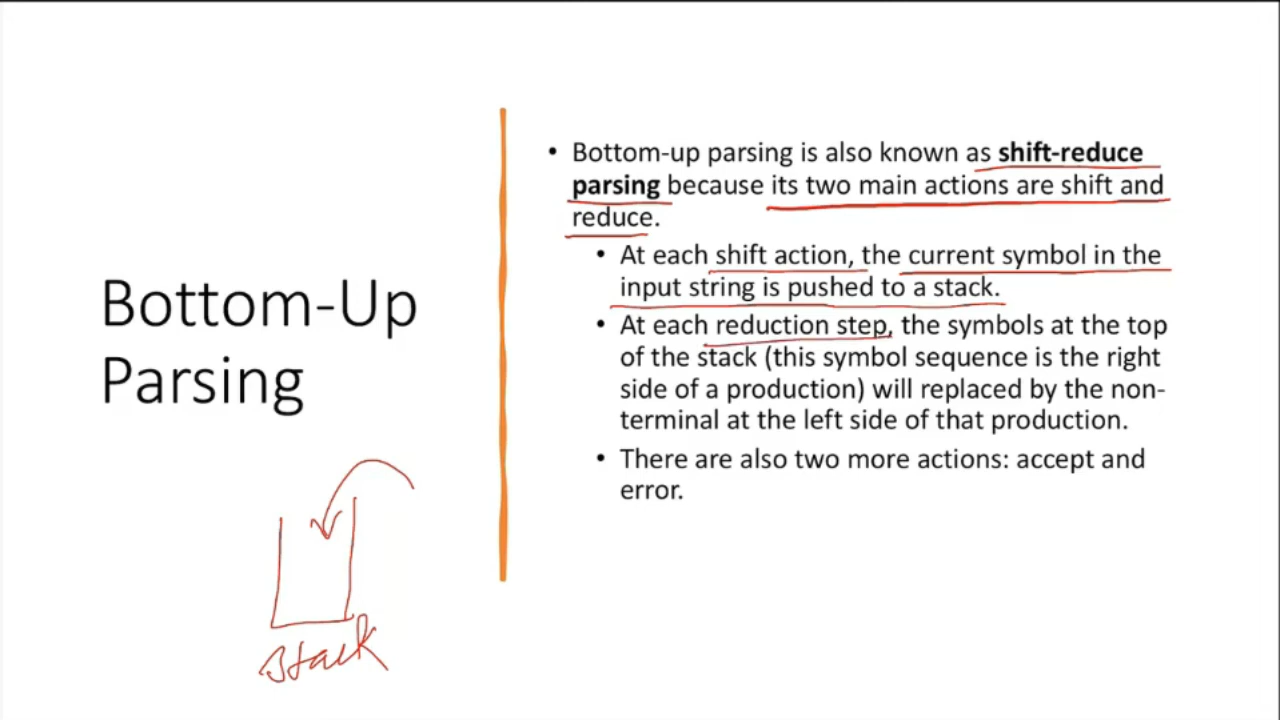 Bottom-Up
Parsing
• Bottom-up parsing is also known as shift-reduce
parsing because its two main actions are shift and
reduce.
• At each shift action, the current symbol in the
input string is pushed to a stack.
• At each reduction step, the symbols at the top
of the stack (this symbol sequence is the right
side of a production) will replaced by the non-
terminal at the left side of that production.
• There are also two more actions: accept and
error.
Stack